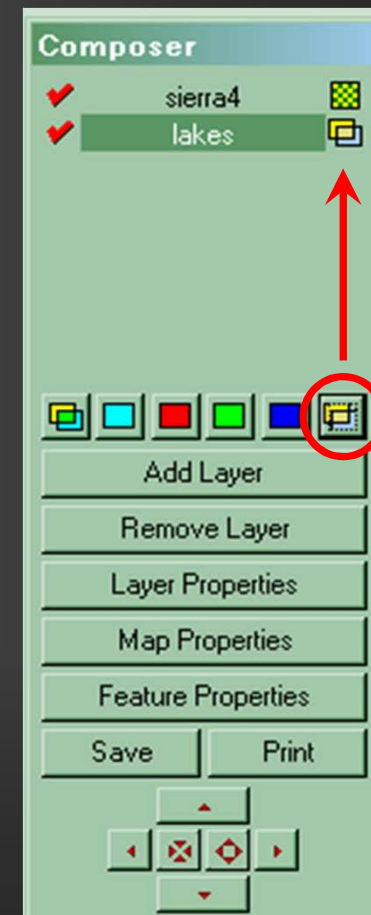 Composer
sierra4
lakes
Add Layer
Remove Layer
Layer Properties
Map Properties
Feature Properties
Save Print